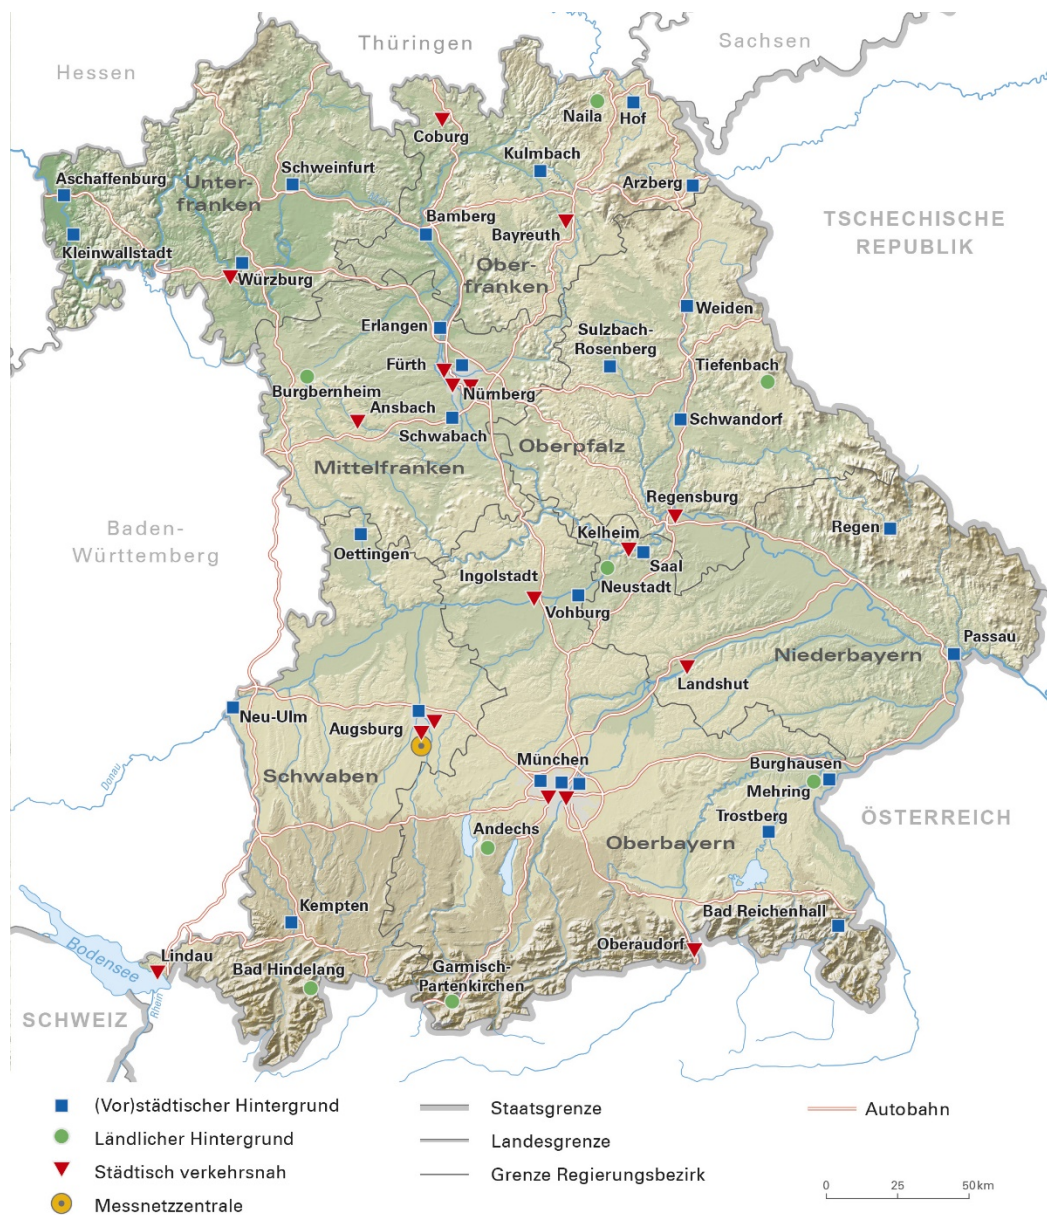 Thüringen
Sachsen
Hessen
Naila
Hof
Coburg
Kulmbach
Schweinfurt
Aschaffenburg
Unter-
franken
Arzberg
Bamberg
Bayreuth
TSCHECHISCHE
REPUBLIK
Kleinwallstadt
Ober-
franken
Würzburg
Weiden
Erlangen
Sulzbach-
Rosenberg
Fürth
Tiefenbach
Burgbernheim
Nürnberg
Ansbach
Schwandorf
Schwabach
Oberpfalz
Mittelfranken
Regensburg
Baden-
Württemberg
Regen
Kelheim
Oettingen
Saal
Ingolstadt
Neustadt
Vohburg
Passau
Niederbayern
Landshut
Neu-Ulm
Augsburg
Donau
Schwaben
München
Burghausen
Mehring
Trostberg
ÖSTERREICH
Andechs
Oberbayern
Kempten
Bad Reichenhall
Bodensee
Lindau
Oberaudorf
Bad Hindelang
Garmisch-
Partenkirchen
Rhein
SCHWEIZ
(Vor)städtischer Hintergrund
Ländlicher Hintergrund
Städtisch verkehrsnah
Messnetzzentrale
Staatsgrenze
Landesgrenze
Grenze Regierungsbezirk
Autobahn
0 25 50 km